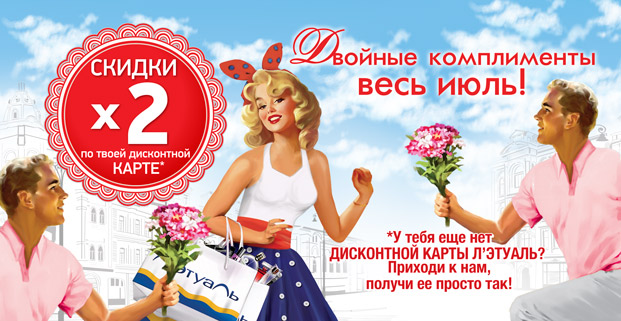 СКИДКИ
x2
по твоей дисконтной
КАРТЕ*
Двойные комплименты
весь июль!
этуаль
*У тебя еще нет
ДИСКОНТНОЙ КАРТЫ Л'ЭТУАЛЬ?
Приходи к нам,
получи ее просто так!